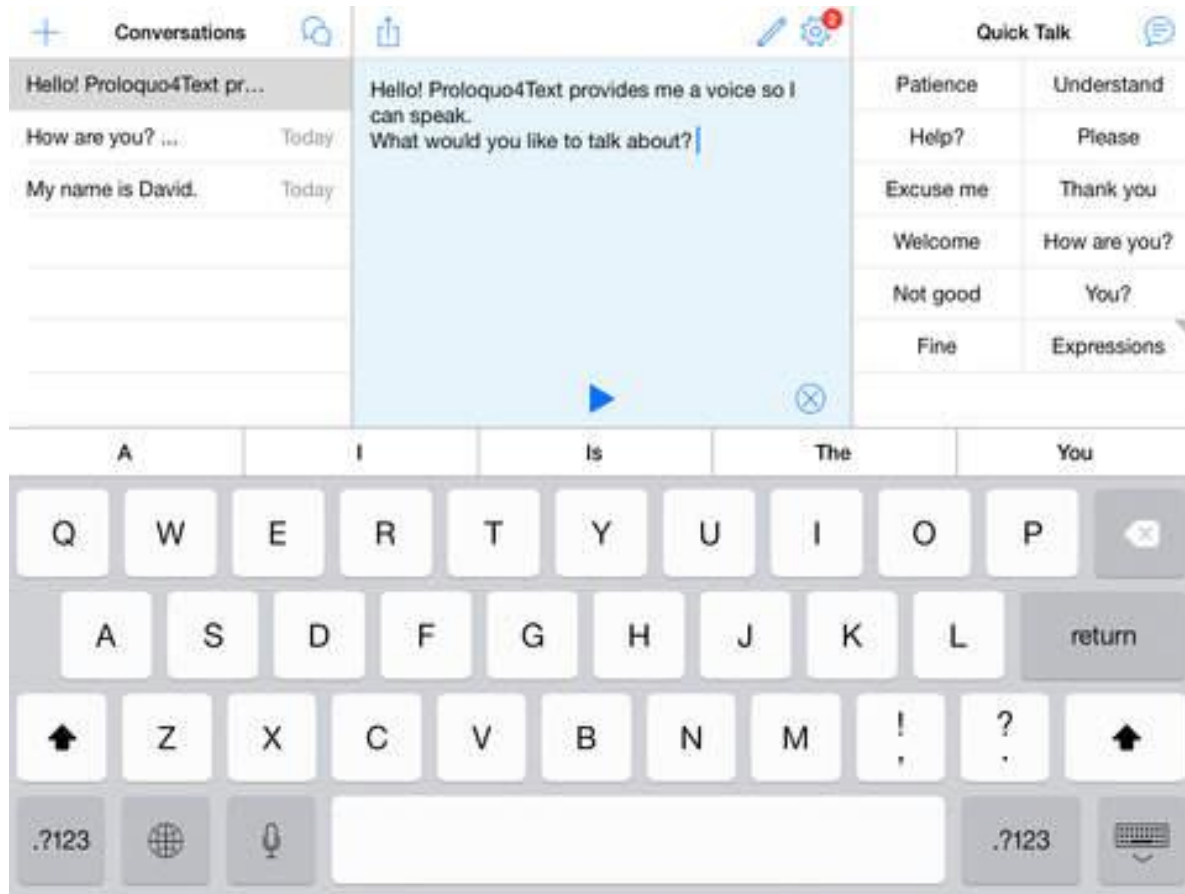 Conversations
Hello! Proloquo4Text pr...
How are you? ... Today
My name is David. Today
2
Hello! Proloquo4Text provides me a voice so I
can speak.
What would you like to talk about?
Quick Talk
Patience Understand
Help? Please
Excuse me Thank you
Welcome How are you?
Not good You?
Fine Expressions
A I Is The You
Q W E R T Y U I O P
A S D F G H J K L return
Z X C V B N M ! , ? .
.?123 .?123